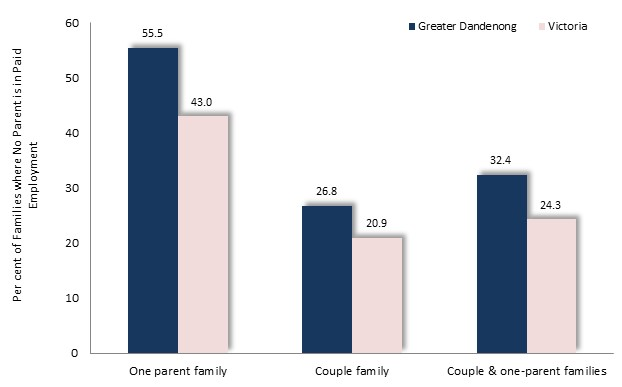 Greater Dandenong
Victoria
Per cent of Families where No Parent is in Paid
Employment
60
50
40
30
20
10
0
55.5
43.0
26.8
20.9
32.4
24.3
One parent family
Couple family
Couple & one-parent families